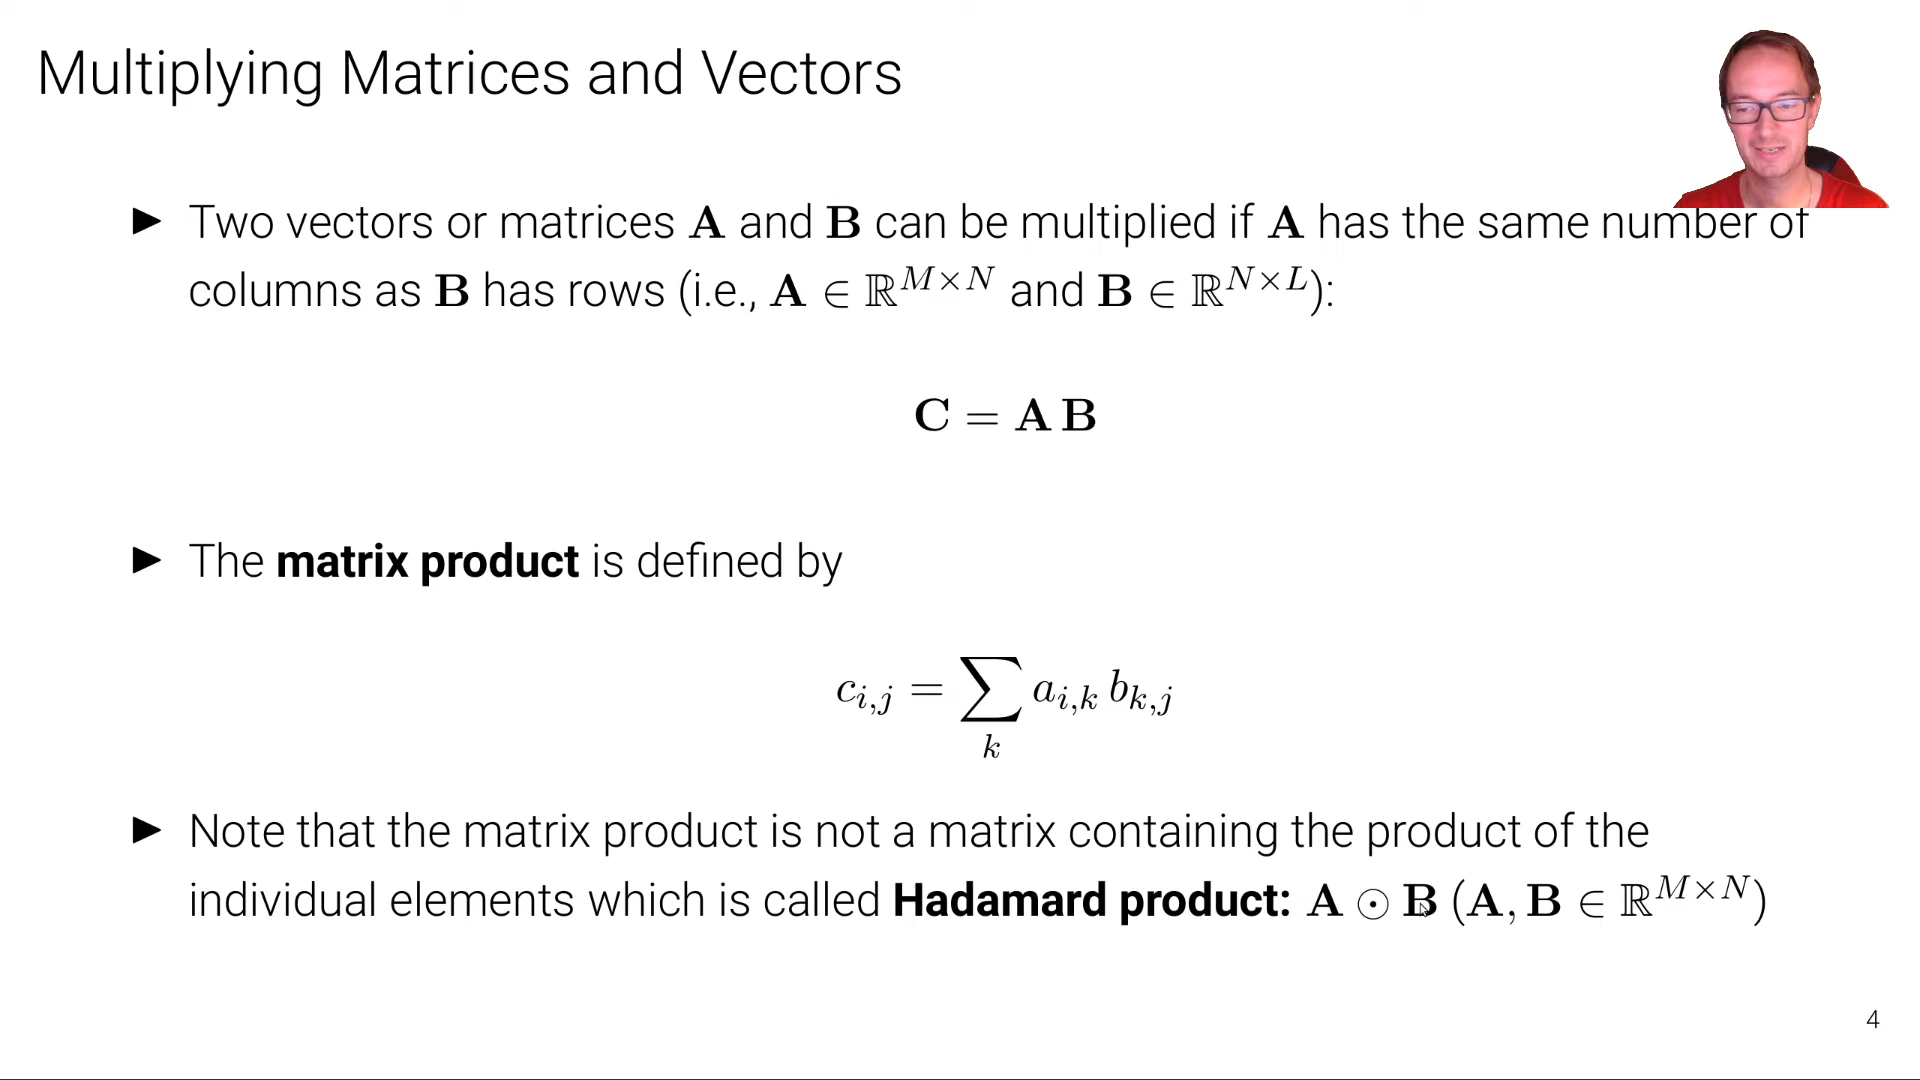 Multiplying Matrices and Vectors
▶ Two vectors or matrices A and B can be multiplied if A has the same number of
columns as B has rows (i.e., A ∈ ℝ^{M×N} and B ∈ ℝ^{N×L}):
C = A B
▶ The matrix product is defined by
c_{i,j} = ∑_k a_{i,k} b_{k,j}
▶ Note that the matrix product is not a matrix containing the product of the
individual elements which is called Hadamard product: A ⊙ B (A, B ∈ ℝ^{M×N})
4